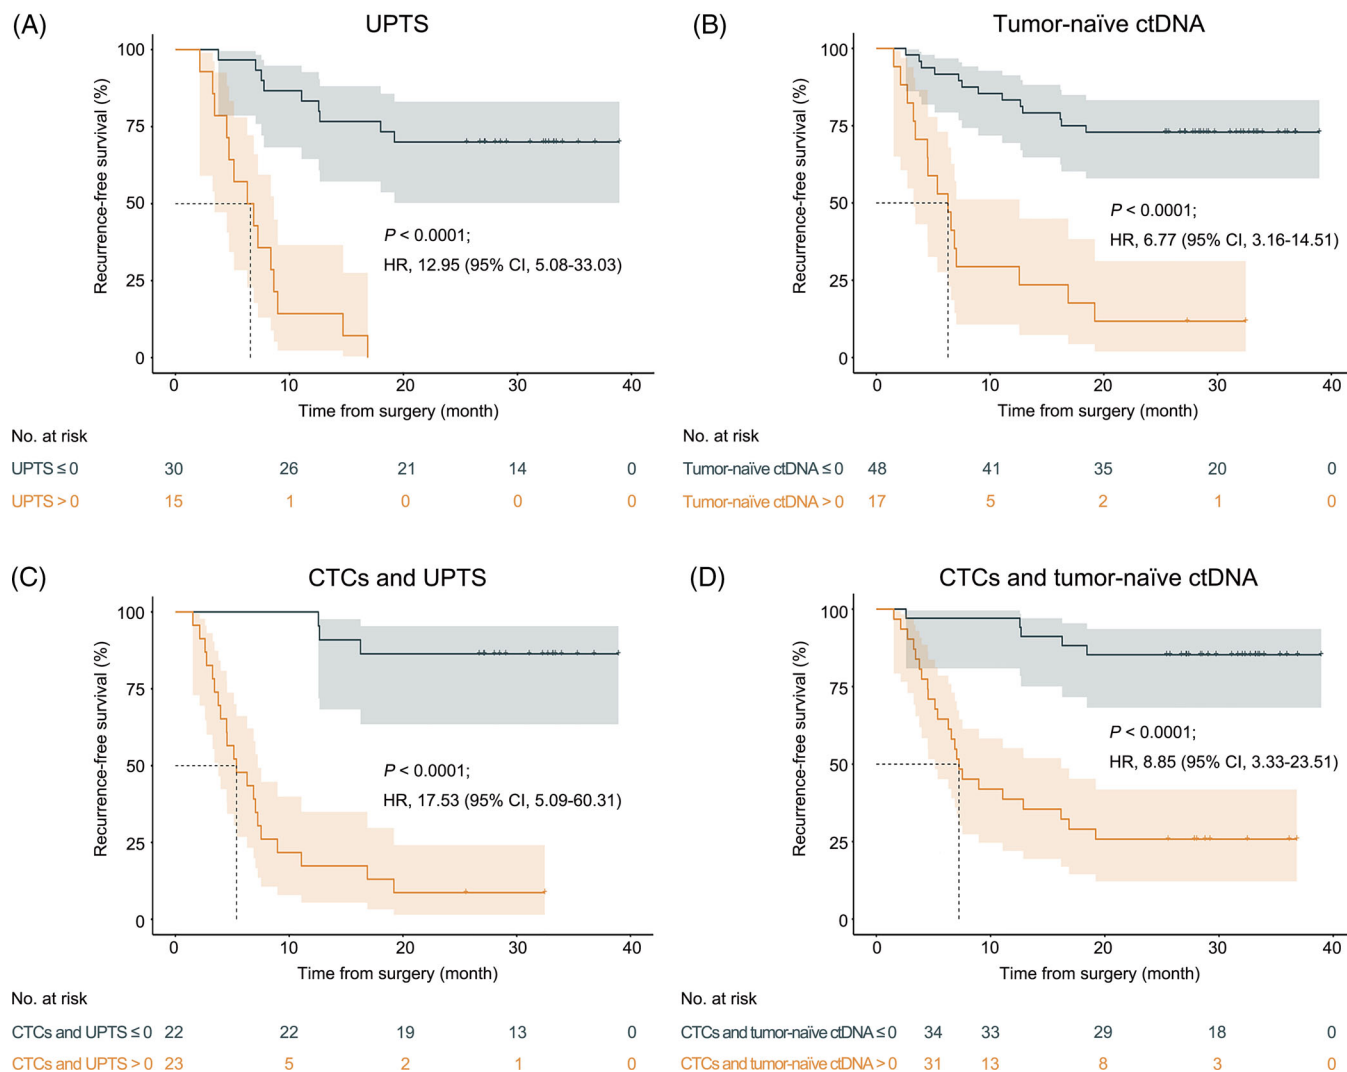 (A) UPTS
Recurrence-free survival (%)
100
75
50
25
0
P < 0.0001;
HR, 12.95 (95% CI, 5.08-33.03)
0 10 20 30 40
Time from surgery (month)
No. at risk
UPTS ≤ 0 30 26 21 14 0
UPTS > 0 15 1 0 0 0
(B) Tumor-naïve ctDNA
Recurrence-free survival (%)
100
75
50
25
0
P < 0.0001;
HR, 6.77 (95% CI, 3.16-14.51)
0 10 20 30 40
Time from surgery (month)
No. at risk
Tumor-naïve ctDNA ≤ 0 48 41 35 20 0
Tumor-naïve ctDNA > 0 17 5 2 1 0
(C) CTCs and UPTS
Recurrence-free survival (%)
100
75
50
25
0
P < 0.0001;
HR, 17.53 (95% CI, 5.09-60.31)
0 10 20 30 40
Time from surgery (month)
No. at risk
CTCs and UPTS ≤ 0 22 22 19 13 0
CTCs and UPTS > 0 23 5 2 1 0
(D) CTCs and tumor-naïve ctDNA
Recurrence-free survival (%)
100
75
50
25
0
P < 0.0001;
HR, 8.85 (95% CI, 3.33-23.51)
0 10 20 30 40
Time from surgery (month)
No. at risk
CTCs and tumor-naïve ctDNA ≤ 0 34 33 29 18 0
CTCs and tumor-naïve ctDNA > 0 31 13 8 3 0